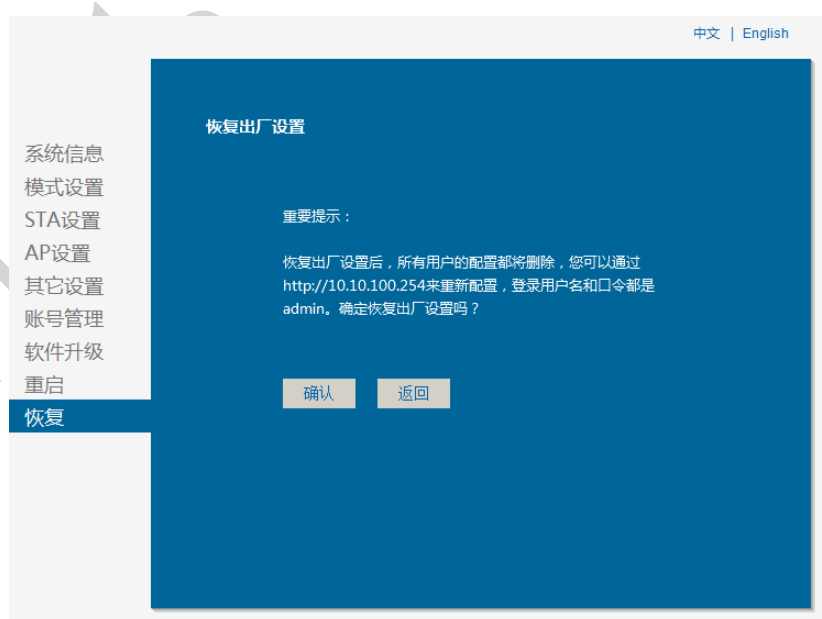 中文 | English
恢复出厂设置
系统信息
模式设置
STA设置
AP设置
其它设置
账号管理
软件升级
重启
恢复
重要提示：
恢复出厂设置后，所有用户的配置都将删除，您可以通过
http://10.10.100.254来重新配置，登录用户名和口令都是
admin。确定恢复出厂设置吗？
确认 返回